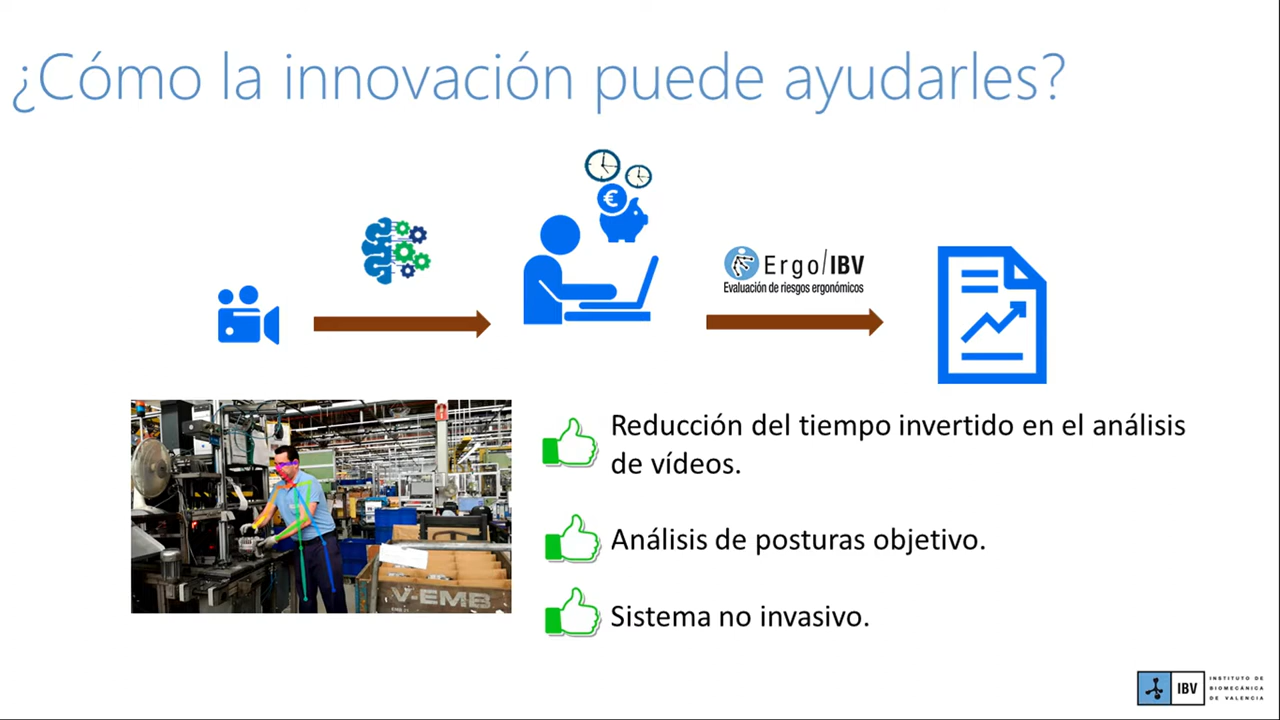 ¿Cómo la innovación puede ayudarles?
€
Ergo/IBV
Evaluación de riesgos ergonómicos
Reducción del tiempo invertido en el análisis
de vídeos.
Análisis de posturas objetivo.
Sistema no invasivo.
V-EMB
IBV
INSTITUTO DE
BIOMECÁNICA
DE VALENCIA